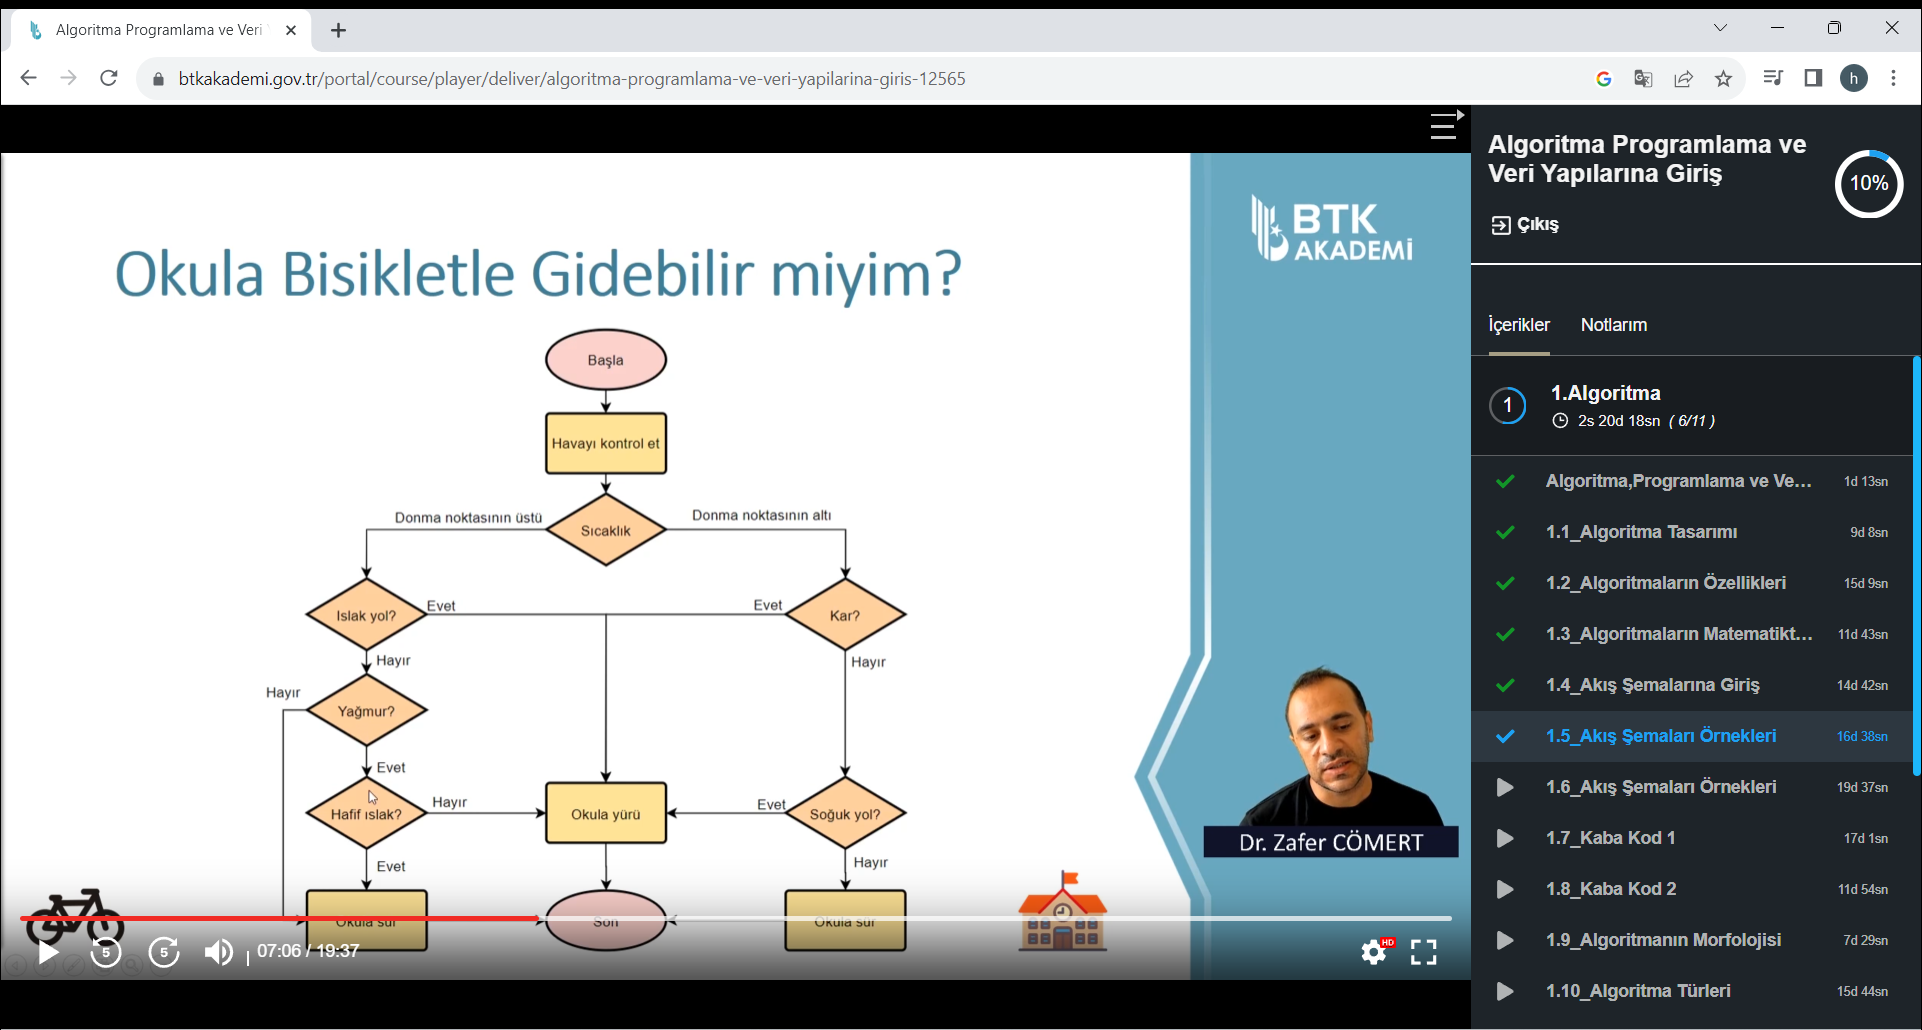 Algoritma Programlama ve Veri
btkakademi.gov.tr/portal/course/player/deliver/algoritma-programlama-ve-veri-yapilarina-giris-12565
h
Okula Bisikletle Gidebilir miyim?
BTK
AKADEMİ
Başla
Havayı kontrol et
Donma noktasının üstü
Sıcaklık
Donma noktasının altı
Islak yol?
Evet
Evet
Kar?
Hayır
Hayır
Hayır
Yağmur?
Evet
Hafif ıslak?
Hayır
Okula yürü
Evet
Soğuk yol?
Evet
Hayır
Okula sür
Son
Okula sür
Dr. Zafer CÖMERT
5
5
07:06 / 19:37
HD
Algoritma Programlama ve
Veri Yapılarına Giriş
10%
Çıkış
İçerikler
Notlarım
1
1.Algoritma
2s 20d 18sn ( 6/11 )
Algoritma,Programlama ve Ve... 1d 13sn
1.1_Algoritma Tasarımı 9d 8sn
1.2_Algoritmaların Özellikleri 15d 9sn
1.3_Algoritmaların Matematikt... 11d 43sn
1.4_Akış Şemalarına Giriş 14d 42sn
1.5_Akış Şemaları Örnekleri 16d 38sn
1.6_Akış Şemaları Örnekleri 19d 37sn
1.7_Kaba Kod 1 17d 1sn
1.8_Kaba Kod 2 11d 54sn
1.9_Algoritmanın Morfolojisi 7d 29sn
1.10_Algoritma Türleri 15d 44sn